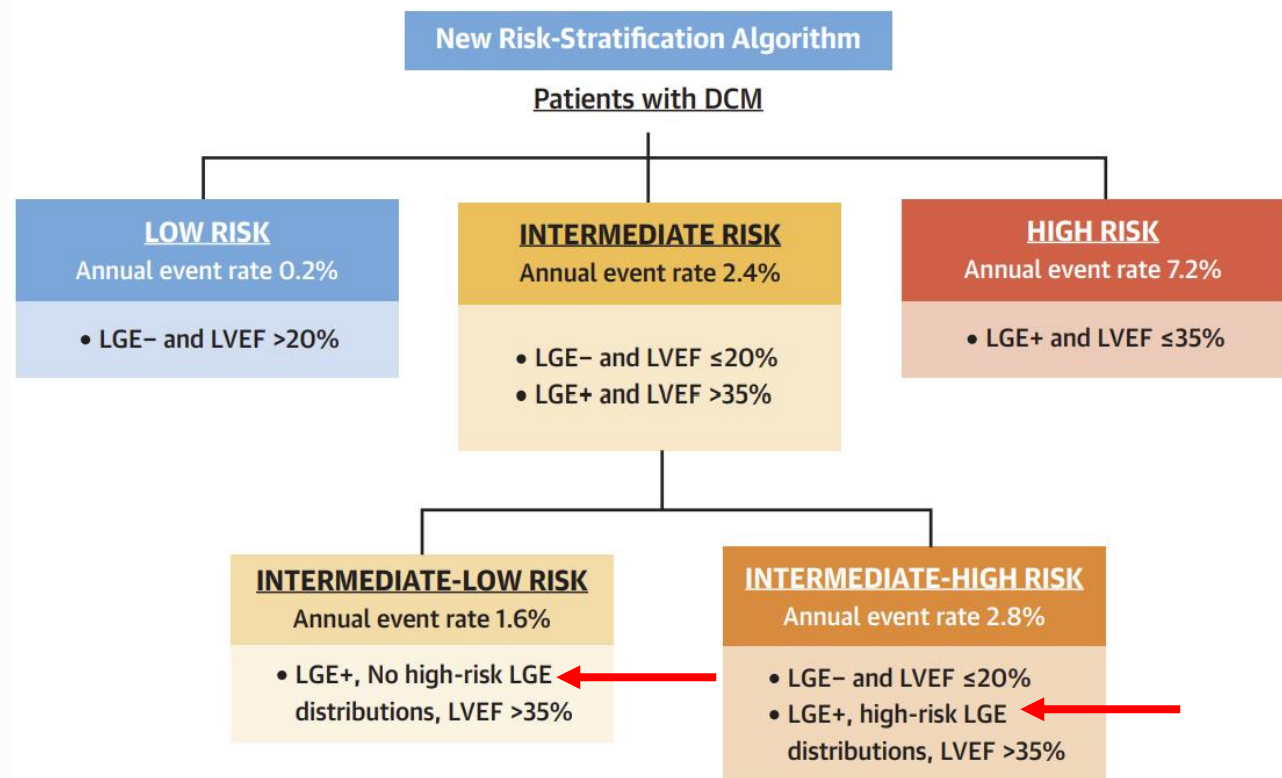 New Risk-Stratification Algorithm
Patients with DCM
LOW RISK
Annual event rate 0.2%
• LGE– and LVEF >20%
INTERMEDIATE RISK
Annual event rate 2.4%
• LGE– and LVEF ≤20%
• LGE+ and LVEF >35%
HIGH RISK
Annual event rate 7.2%
• LGE+ and LVEF ≤35%
INTERMEDIATE-LOW RISK
Annual event rate 1.6%
• LGE+, No high-risk LGE
distributions, LVEF >35%
INTERMEDIATE-HIGH RISK
Annual event rate 2.8%
• LGE– and LVEF ≤20%
• LGE+, high-risk LGE
distributions, LVEF >35%